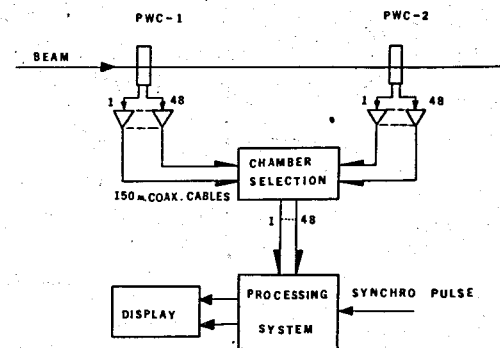 PWC-1
PWC-2
BEAM
1
48
1
48
CHAMBER
SELECTION
150 m. COAX. CABLES
1
48
PROCESSING
SYSTEM
SYNCHRO PULSE
DISPLAY